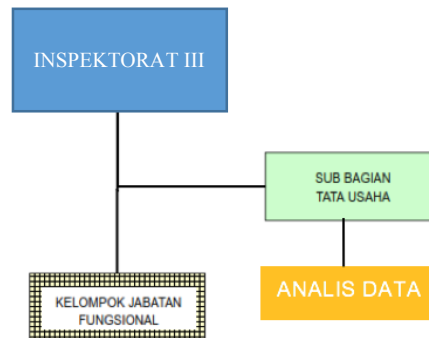 INSPEKTORAT III
SUB BAGIAN
TATA USAHA
KELOMPOK JABATAN
FUNGSIONAL
ANALIS DATA